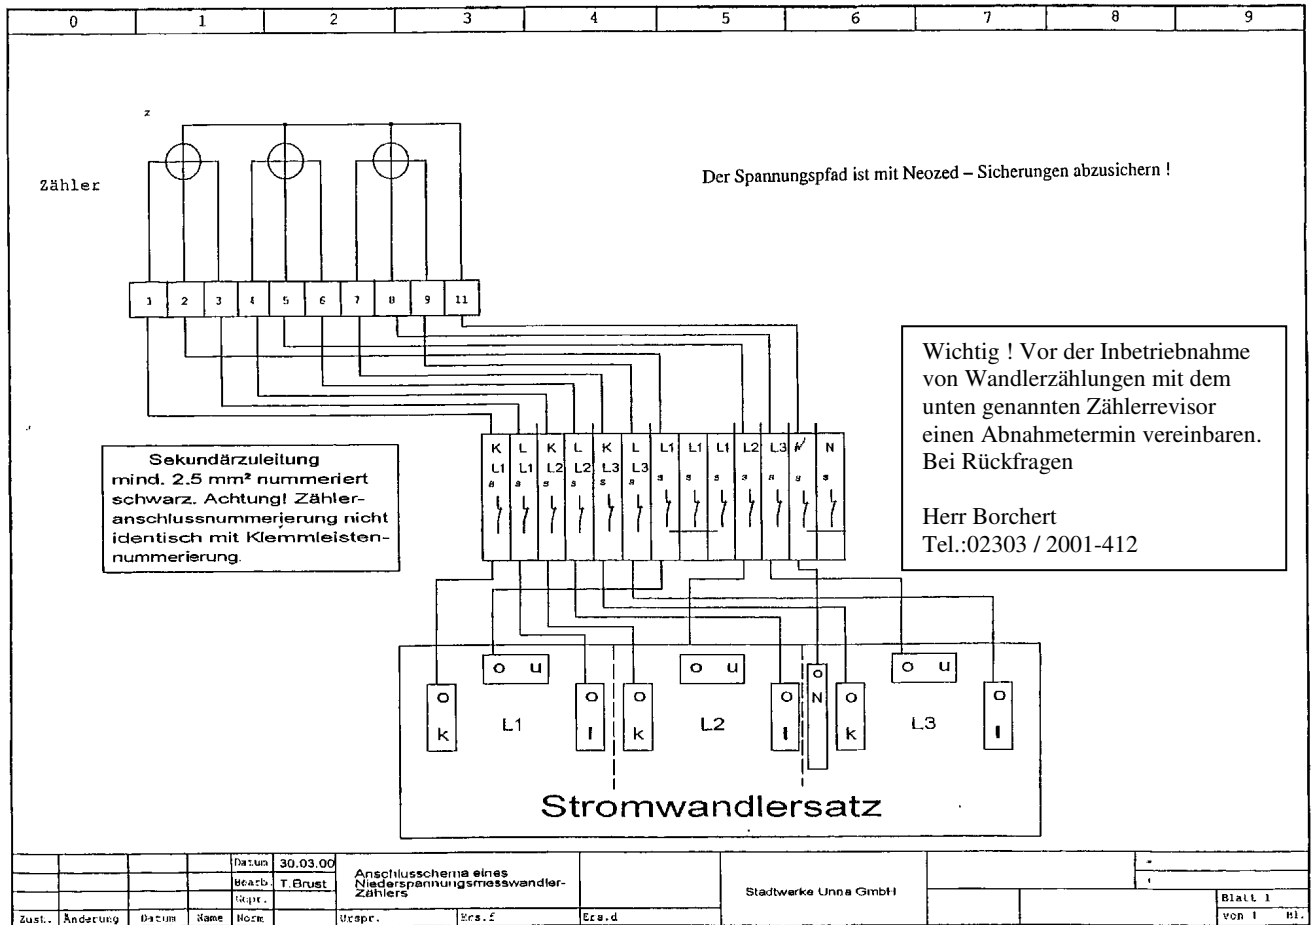 0 1 2 3 4 5 6 7 8 9
z
Zähler
Der Spannungspfad ist mit Neozed – Sicherungen abzusichern !
1 2 3 4 5 6 7 8 9 11
Wichtig ! Vor der Inbetriebnahme
von Wandlerzählungen mit dem
unten genannten Zählerrevisor
einen Abnahmetermin vereinbaren.
Bei Rückfragen
Herr Borchert
Tel.:02303 / 2001-412
Sekundärzuleitung
mind. 2.5 mm² nummeriert
schwarz. Achtung! Zähler-
anschlussnummerierung nicht
identisch mit Klemmleisten-
nummerierung.
K L K L K L L1 L1 L1 L2 L3 N N
L1 L1 L2 L2 L3 L3
s s s s s s s s s s s s s
o u o u o u
o o o o o N o o
k L1 l k L2 l k L3 l
Stromwandlersatz
Datum 30.03.00
Bearb. T.Brust
Gepr.
Zust. Änderung Datum Name Norm
Anschlusschema eines
Niederspannungsmesswandler-
Zählers
Urspr. Ers.f Ers.d
Stadtwerke Unna GmbH
Blatt 1
von 1 Bl.